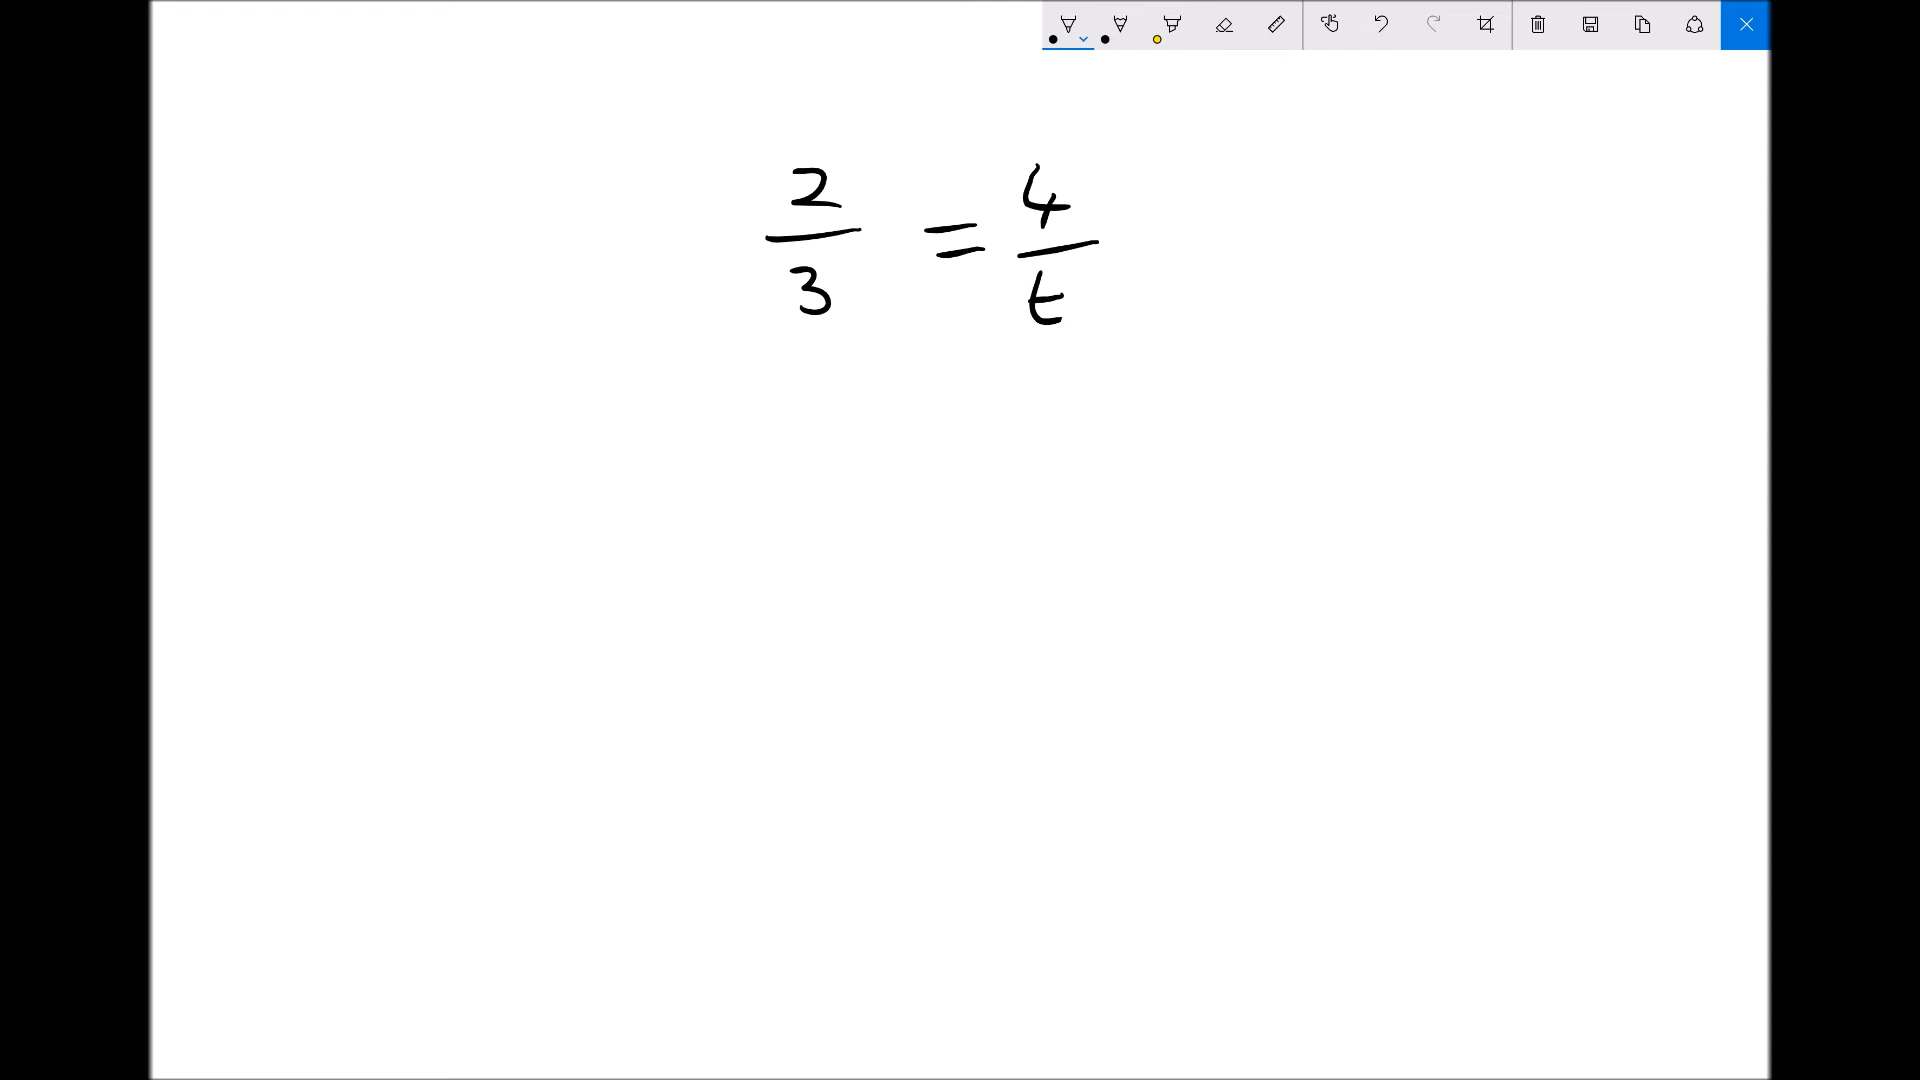 2/3 = 4/t